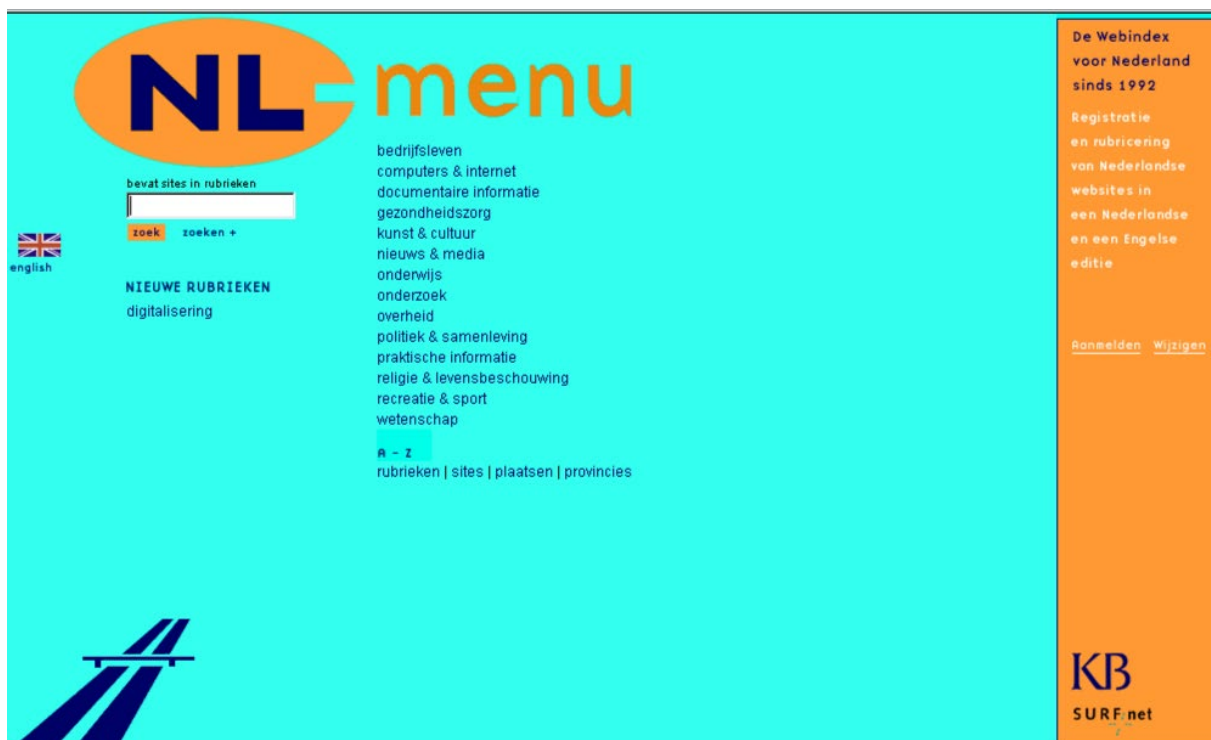 NL-menu
bevat sites in rubrieken
zoek zoeken +
english
NIEUWE RUBRIEKEN
digitalisering
bedrijfsleven
computers & internet
documentaire informatie
gezondheidszorg
kunst & cultuur
nieuws & media
onderwijs
onderzoek
overheid
politiek & samenleving
praktische informatie
religie & levensbeschouwing
recreatie & sport
wetenschap
A - Z
rubrieken | sites | plaatsen | provincies
De Webindex
voor Nederland
sinds 1992
Registratie
en rubricering
van Nederlandse
websites in
een Nederlandse
en een Engelse
editie
Aanmelden Wijzigen
KB
SURFnet